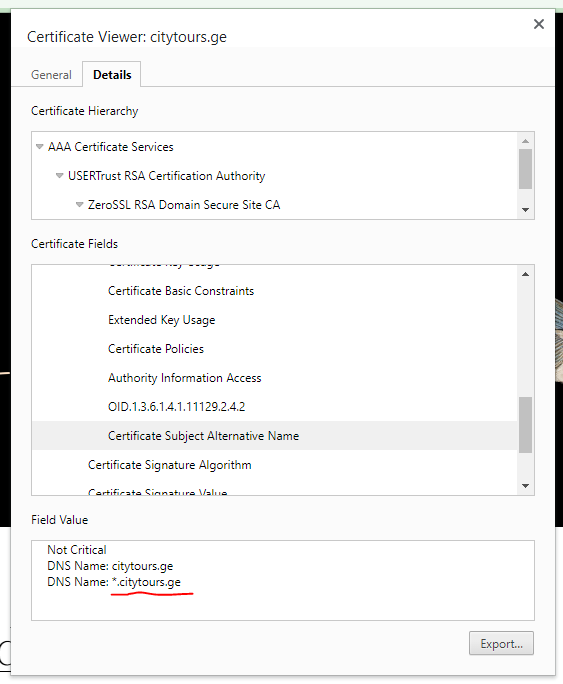 Certificate Viewer: citytours.ge
General Details
Certificate Hierarchy
AAA Certificate Services
USERTrust RSA Certification Authority
ZeroSSL RSA Domain Secure Site CA
Certificate Fields
Certificate Key Usage
Certificate Basic Constraints
Extended Key Usage
Certificate Policies
Authority Information Access
OID.1.3.6.1.4.1.11129.2.4.2
Certificate Subject Alternative Name
Certificate Signature Algorithm
Certificate Signature Value
Field Value
Not Critical
DNS Name: citytours.ge
DNS Name: *.citytours.ge
Export...